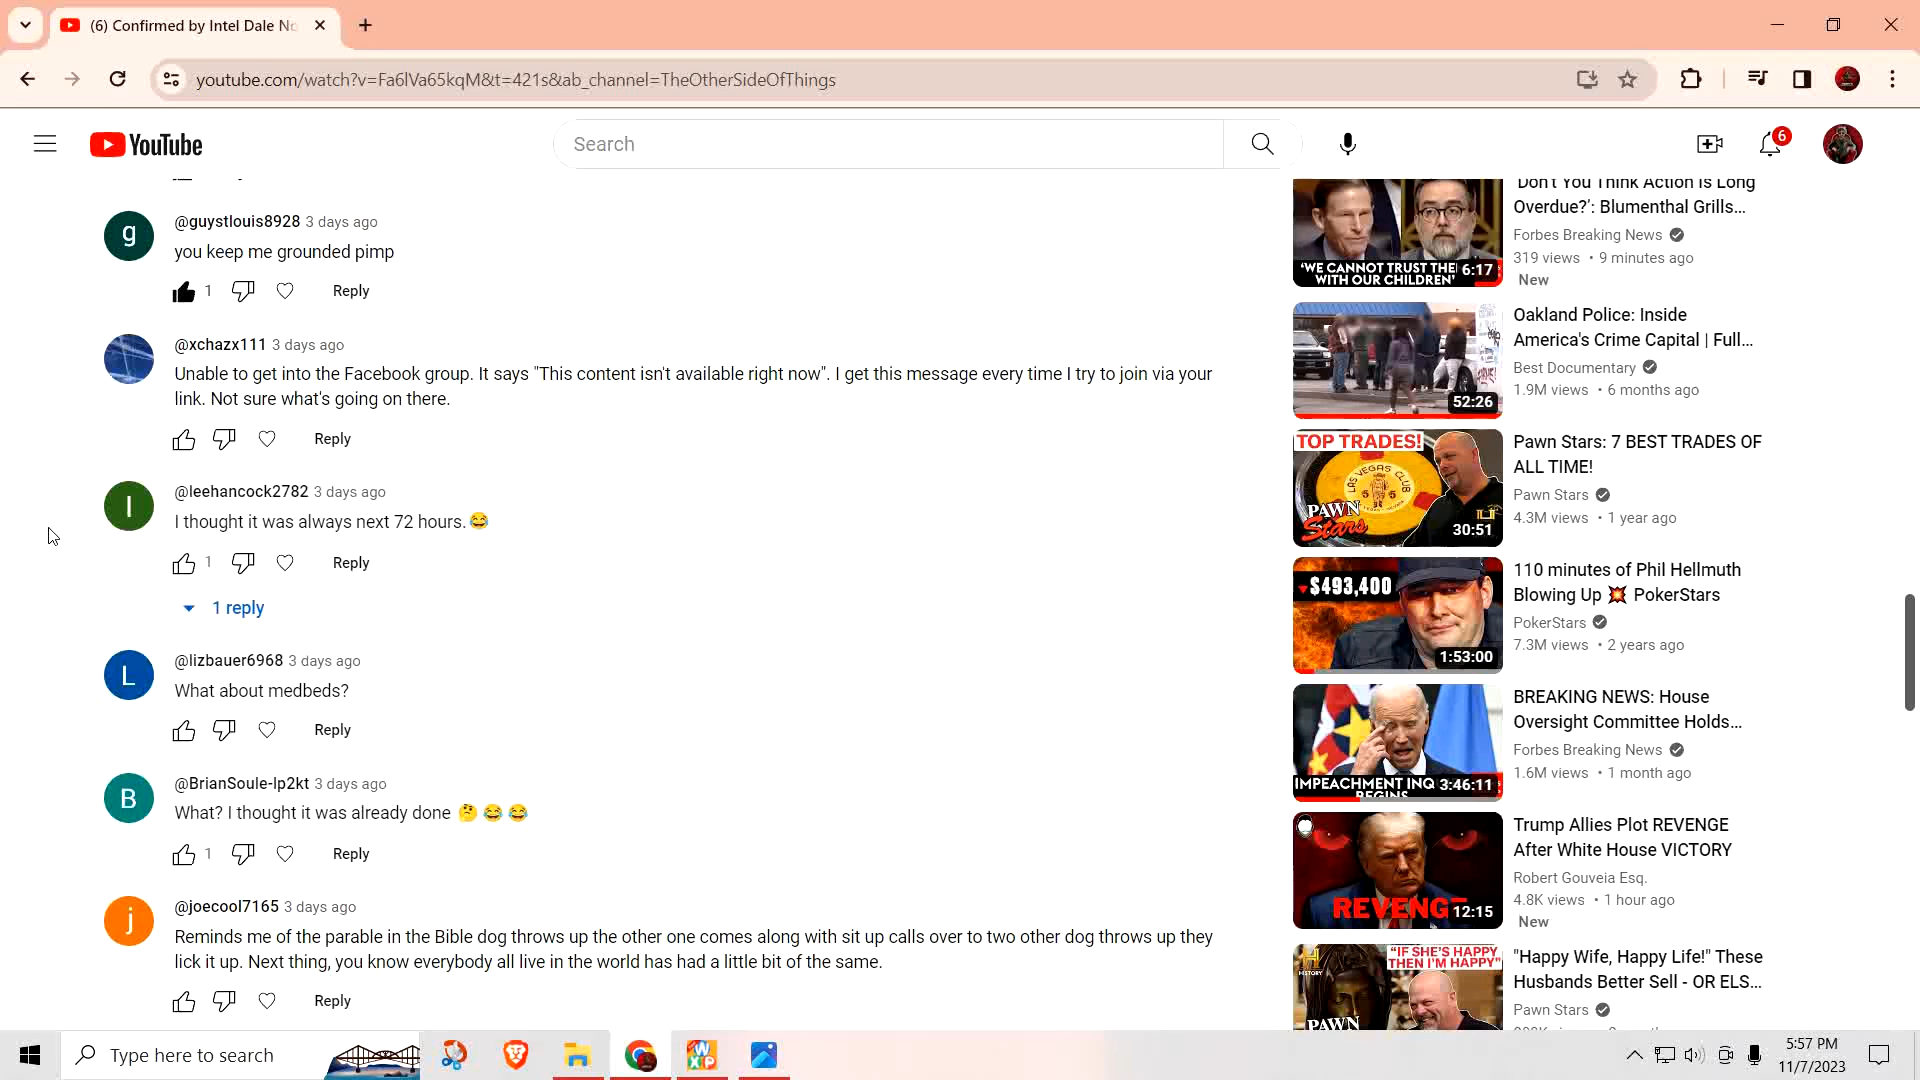 (6) Confirmed by Intel Dale No
youtube.com/watch?v=Fa6lVa65kqM&t=421s&ab_channel=TheOtherSideOfThings
YouTube
Search
6
g
@guystlouis8928 3 days ago
you keep me grounded pimp
1
Reply
@xchazx111 3 days ago
Unable to get into the Facebook group. It says "This content isn't available right now". I get this message every time I try to join via your
link. Not sure what's going on there.
Reply
l
@leehancock2782 3 days ago
I thought it was always next 72 hours.😂
1
Reply
1 reply
L
@lizbauer6968 3 days ago
What about medbeds?
Reply
B
@BrianSoule-lp2kt 3 days ago
What? I thought it was already done 🤔😂😂
1
Reply
j
@joecool7165 3 days ago
Reminds me of the parable in the Bible dog throws up the other one comes along with sit up calls over to two other dog throws up they
lick it up. Next thing, you know everybody all live in the world has had a little bit of the same.
Reply
'WE CANNOT TRUST THE
WITH OUR CHILDREN'
6:17
'Don't You Think Action Is Long
Overdue?': Blumenthal Grills...
Forbes Breaking News
319 views • 9 minutes ago
New
52:26
Oakland Police: Inside
America's Crime Capital | Full...
Best Documentary
1.9M views • 6 months ago
TOP TRADES!
LAS VEGAS CLUB
PAWN
Stars
30:51
Pawn Stars: 7 BEST TRADES OF
ALL TIME!
Pawn Stars
4.3M views • 1 year ago
$493,400
1:53:00
110 minutes of Phil Hellmuth
Blowing Up 💥 PokerStars
PokerStars
7.3M views • 2 years ago
IMPEACHMENT INQ
BEGINS
3:46:11
BREAKING NEWS: House
Oversight Committee Holds...
Forbes Breaking News
1.6M views • 1 month ago
REVENG
12:15
Trump Allies Plot REVENGE
After White House VICTORY
Robert Gouveia Esq.
4.8K views • 1 hour ago
New
HISTORY
"IF SHE'S HAPPY
THEN I'M HAPPY"
PAWN
"Happy Wife, Happy Life!" These
Husbands Better Sell - OR ELS...
Pawn Stars
Type here to search
W
XP
5:57 PM
11/7/2023